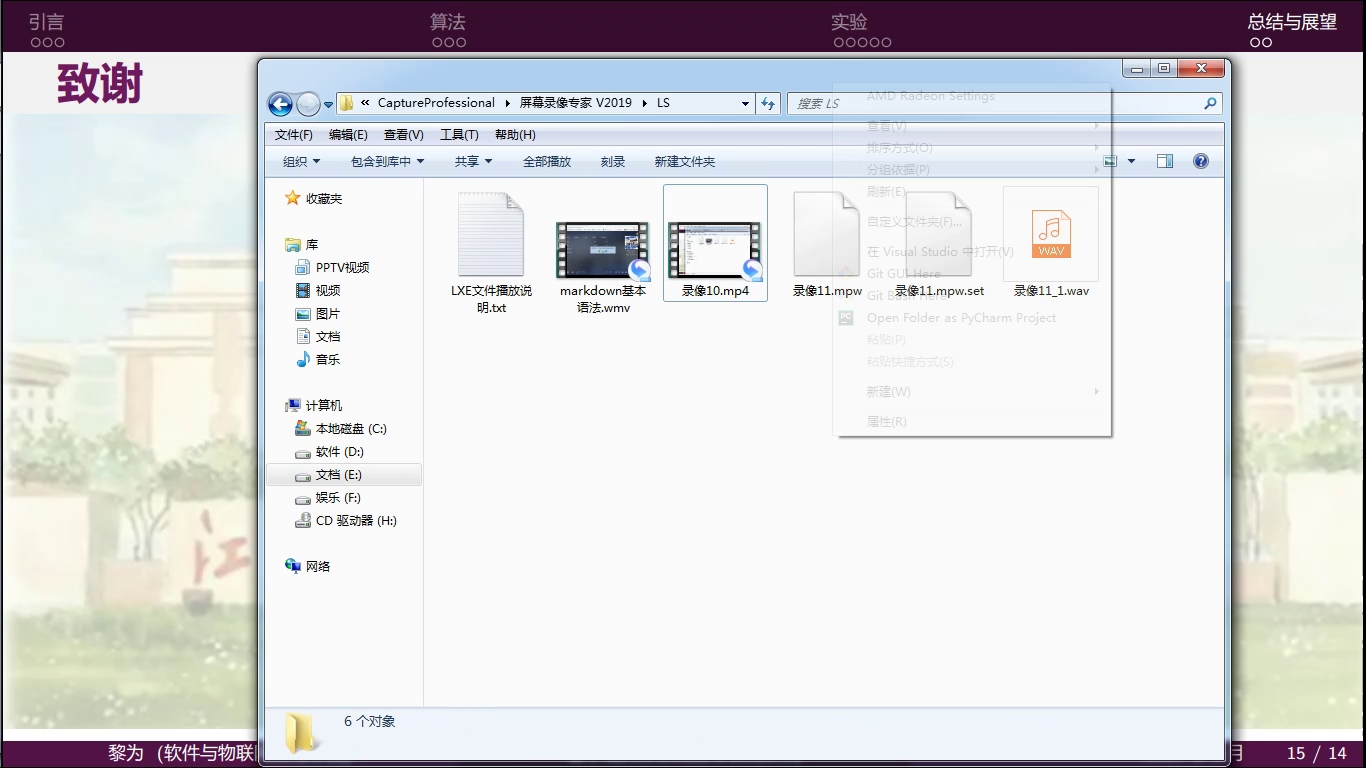 引言
算法
实验
总结与展望
致谢
« CaptureProfessional 屏幕录像专家 V2019 LS
搜索 LS
文件(F) 编辑(E) 查看(V) 工具(T) 帮助(H)
组织 包含到库中 共享 全部播放 刻录 新建文件夹
收藏夹
库
PPTV视频
视频
图片
文档
音乐
计算机
本地磁盘 (C:)
软件 (D:)
文档 (E:)
娱乐 (F:)
CD 驱动器 (H:)
网络
LXE文件播放说
明.txt
markdown基本
语法.wmv
录像10.mp4
录像11.mpw
录像11.mpw.set
WAV
录像11_1.wav
AMD Radeon Settings
查看(V)
排序方式(O)
分组依据(P)
刷新(E)
自定义文件夹(F)...
在 Visual Studio 中打开(V)
Git GUI Here
Git Bash Here
PC
Open Folder as PyCharm Project
粘贴(P)
粘贴快捷方式(S)
新建(W)
属性(R)
6 个对象
黎为 (软件与物联
月
15 / 14